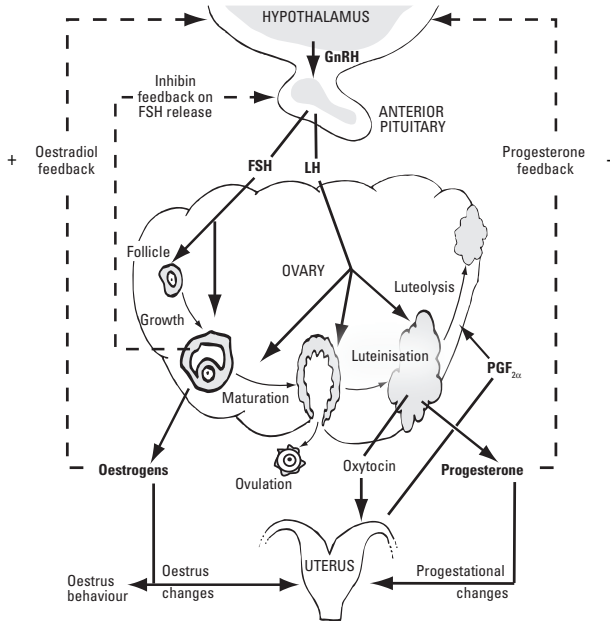 HYPOTHALAMUS
GnRH
Inhibin
feedback on
FSH release
ANTERIOR
PITUITARY
+
Oestradiol
feedback
Progesterone
feedback
-
FSH
LH
Follicle
OVARY
Luteolysis
Growth
Luteinisation
PGF2α
Maturation
Oestrogens
Ovulation
Oxytocin
Progesterone
UTERUS
Oestrus
behaviour
Oestrus
changes
Progestational
changes